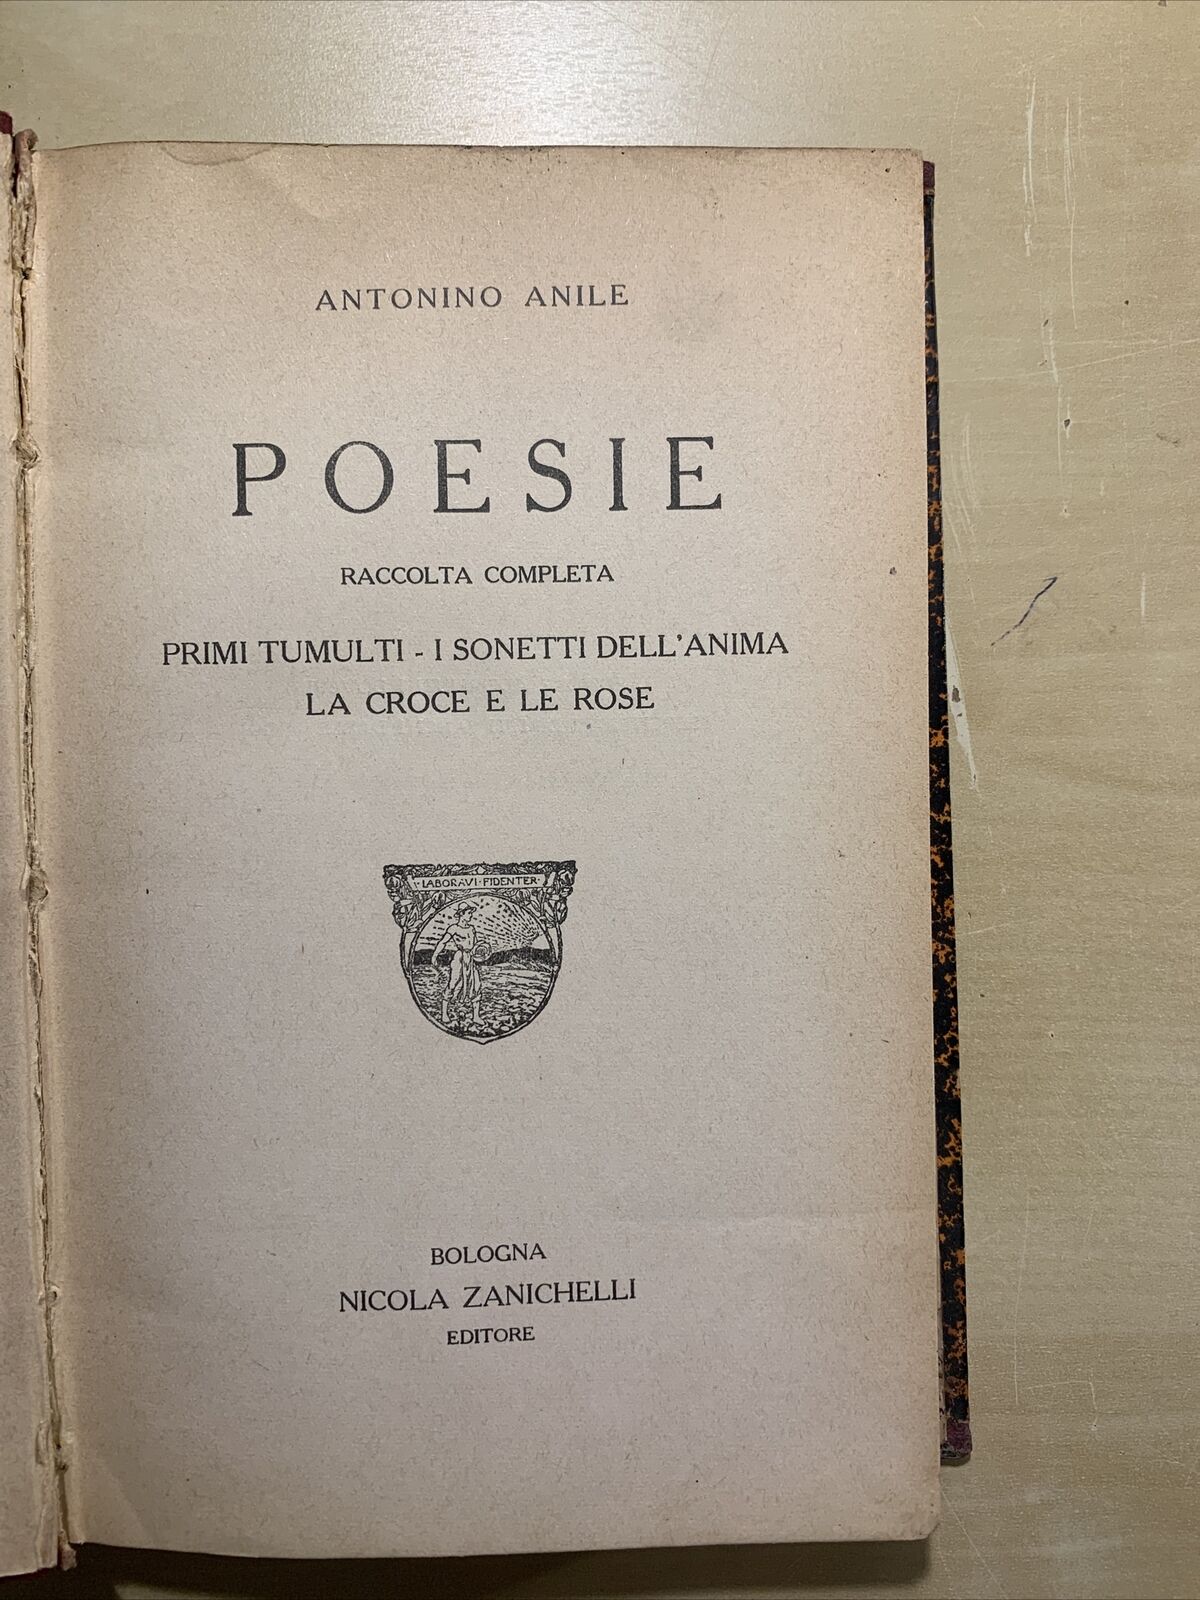 ANTONINO ANILE
POESIE
RACCOLTA COMPLETA
PRIMI TUMULTI - I SONETTI DELL'ANIMA
LA CROCE E LE ROSE
· LABORAVI · FIDENTER ·
BOLOGNA
NICOLA ZANICHELLI
EDITORE